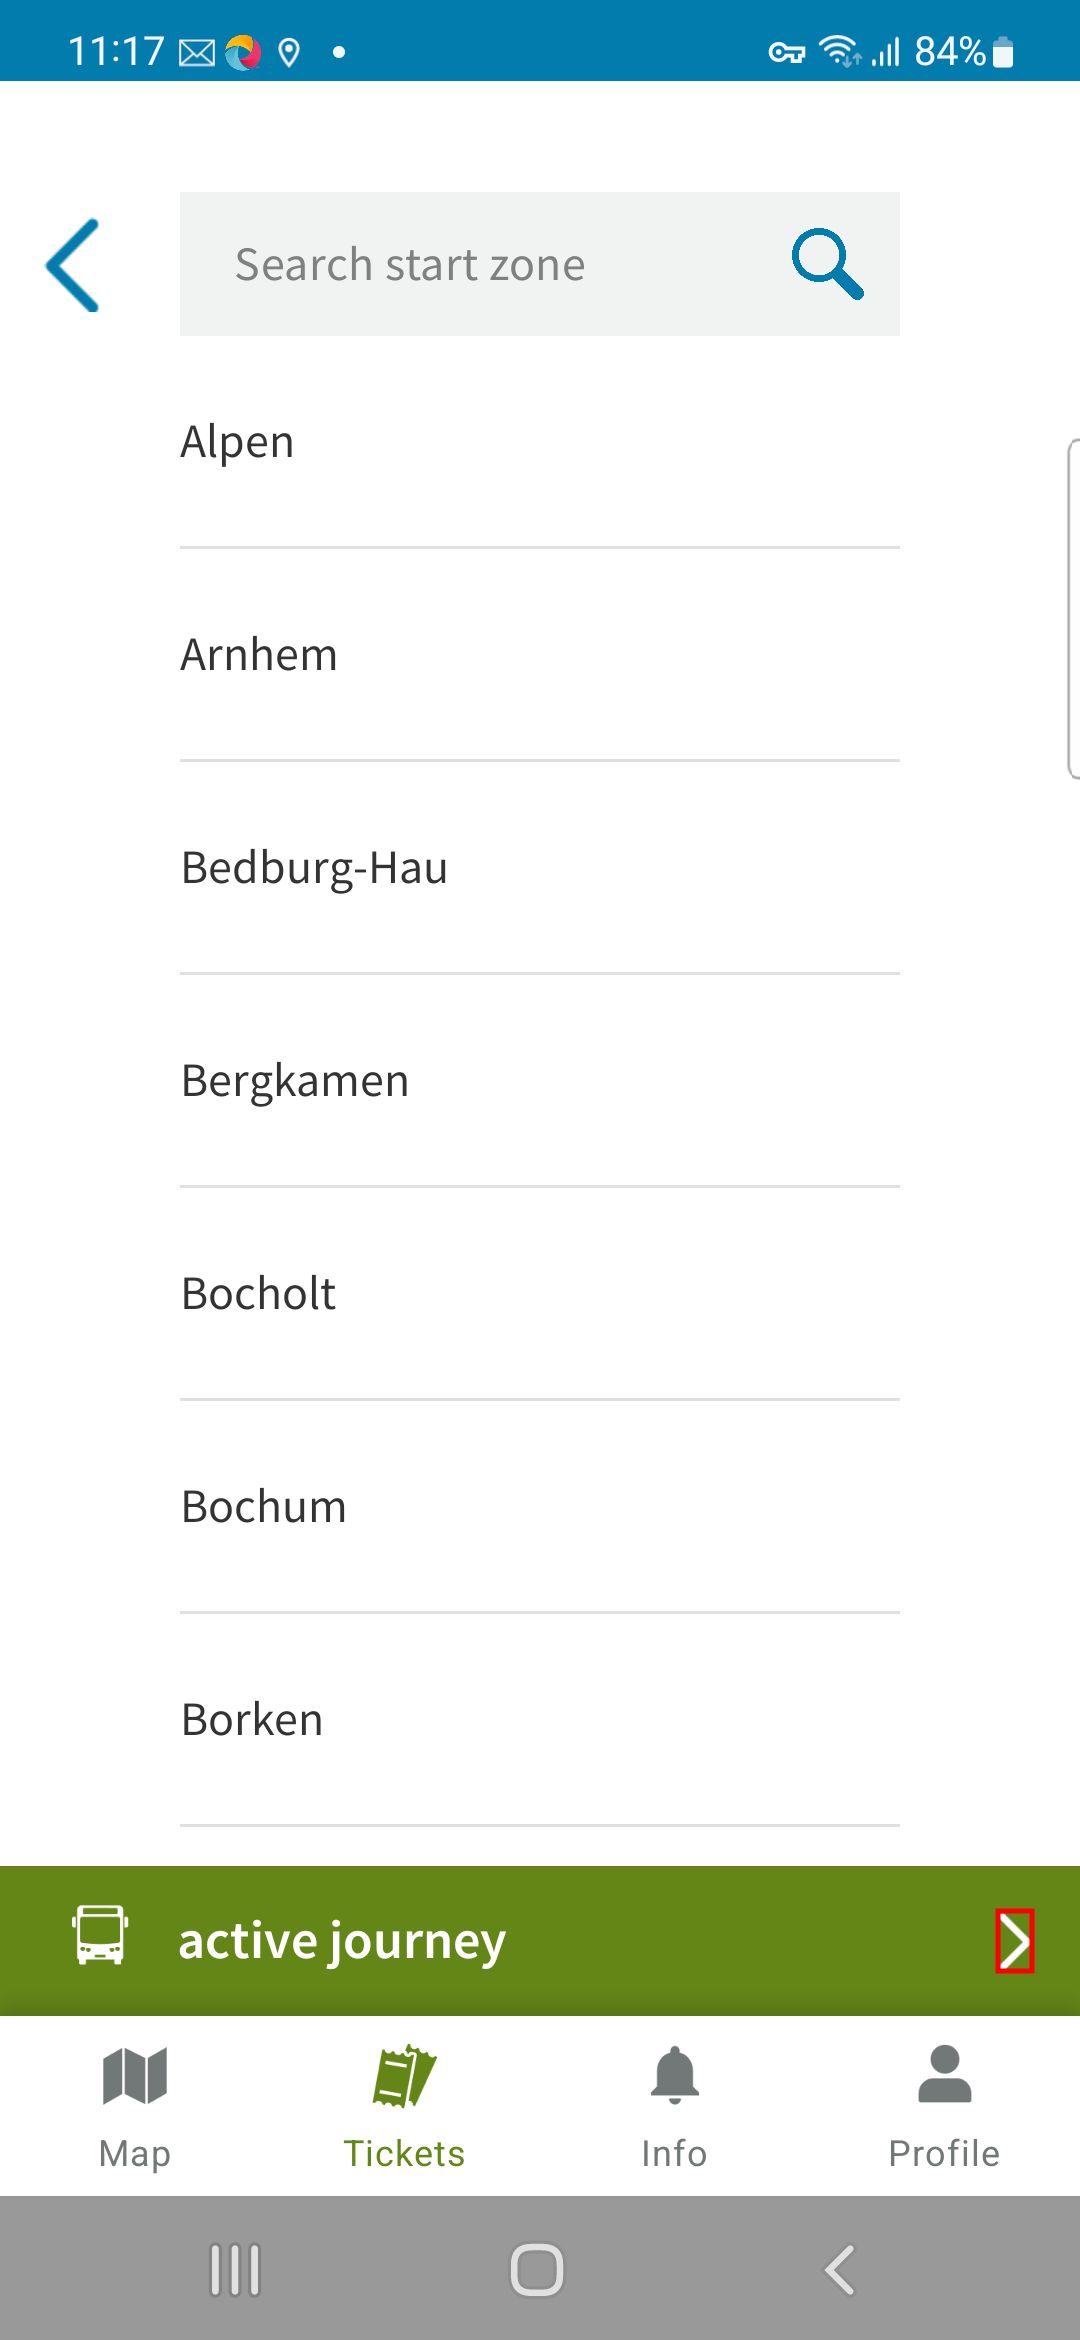 11:17
84%
Search start zone
Alpen
Arnhem
Bedburg-Hau
Bergkamen
Bocholt
Bochum
Borken
active journey
Map Tickets Info Profile